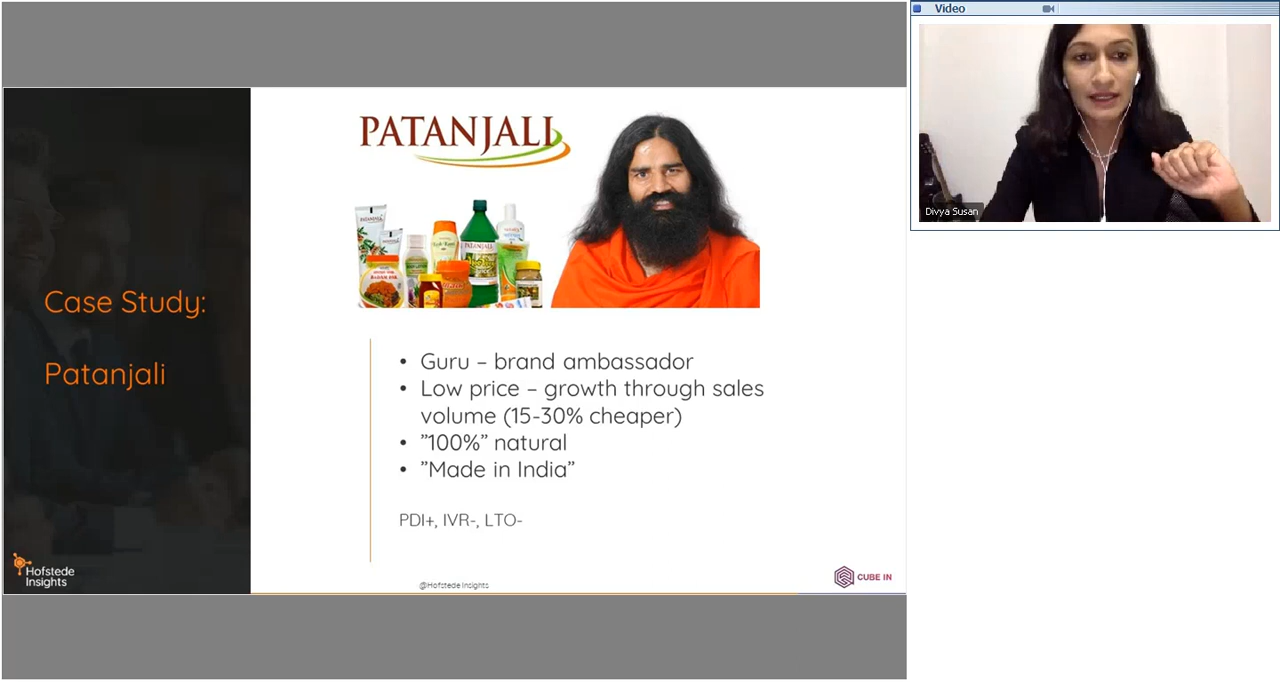 Case Study:
Patanjali
Hofstede
Insights
PATANJALI
PATANJALI
• Guru – brand ambassador
• Low price – growth through sales
volume (15-30% cheaper)
• ”100%” natural
• ”Made in India”
PDI+, IVR-, LTO-
@Hofstede Insights
CUBE IN
Video
Divya Susan